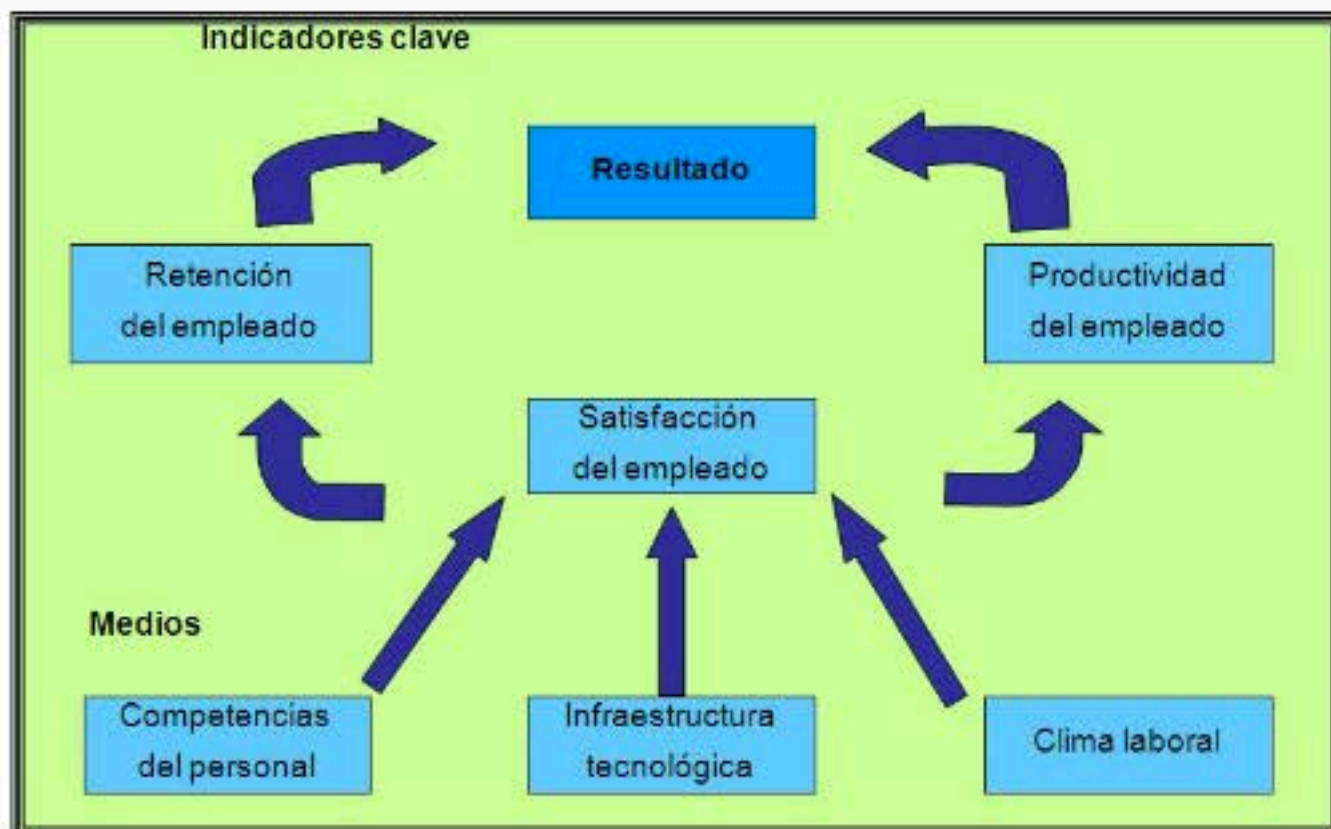 Indicadores clave
Resultado
Retención
del empleado
Productividad
del empleado
Satisfacción
del empleado
Medios
Competencias
del personal
Infraestructura
tecnológica
Clima laboral